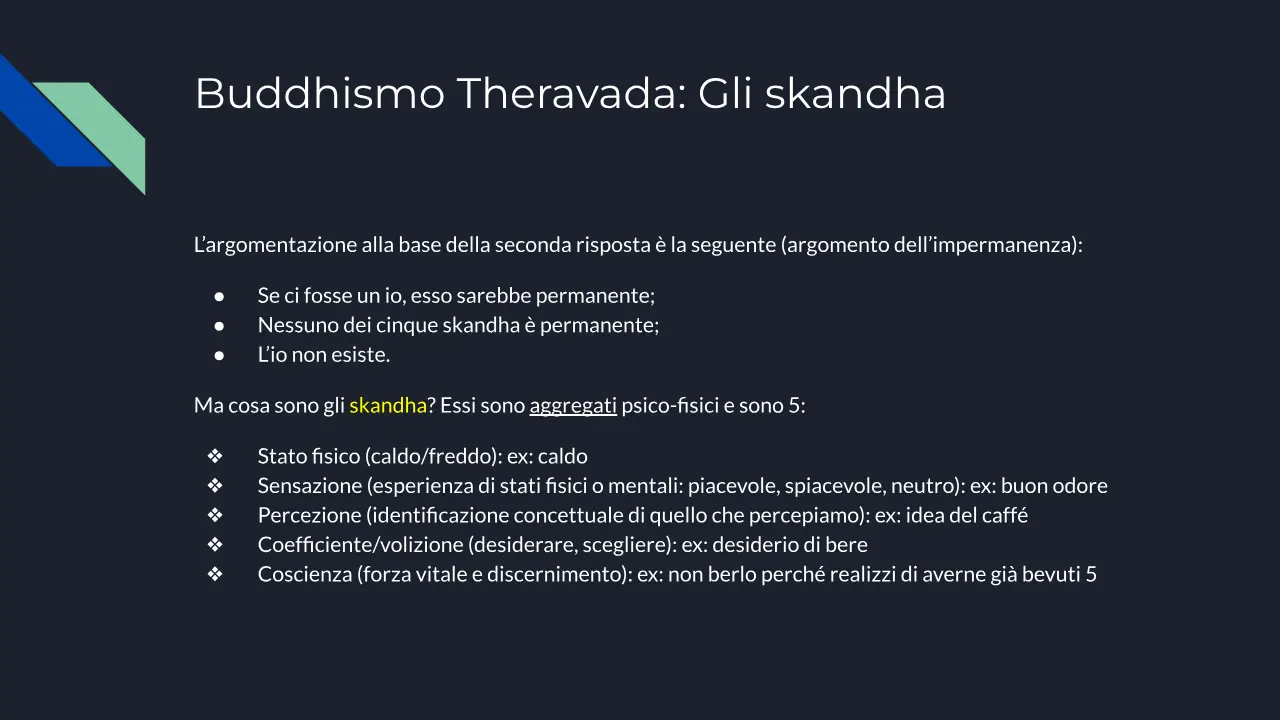 Buddhismo Theravada: Gli skandha
L’argomentazione alla base della seconda risposta è la seguente (argomento dell’impermanenza):
● Se ci fosse un io, esso sarebbe permanente;
● Nessuno dei cinque skandha è permanente;
● L’io non esiste.
Ma cosa sono gli skandha? Essi sono aggregati psico-fisici e sono 5:
❖ Stato fisico (caldo/freddo): ex: caldo
❖ Sensazione (esperienza di stati fisici o mentali: piacevole, spiacevole, neutro): ex: buon odore
❖ Percezione (identificazione concettuale di quello che percepiamo): ex: idea del caffé
❖ Coefficiente/volizione (desiderare, scegliere): ex: desiderio di bere
❖ Coscienza (forza vitale e discernimento): ex: non berlo perché realizzi di averne già bevuti 5